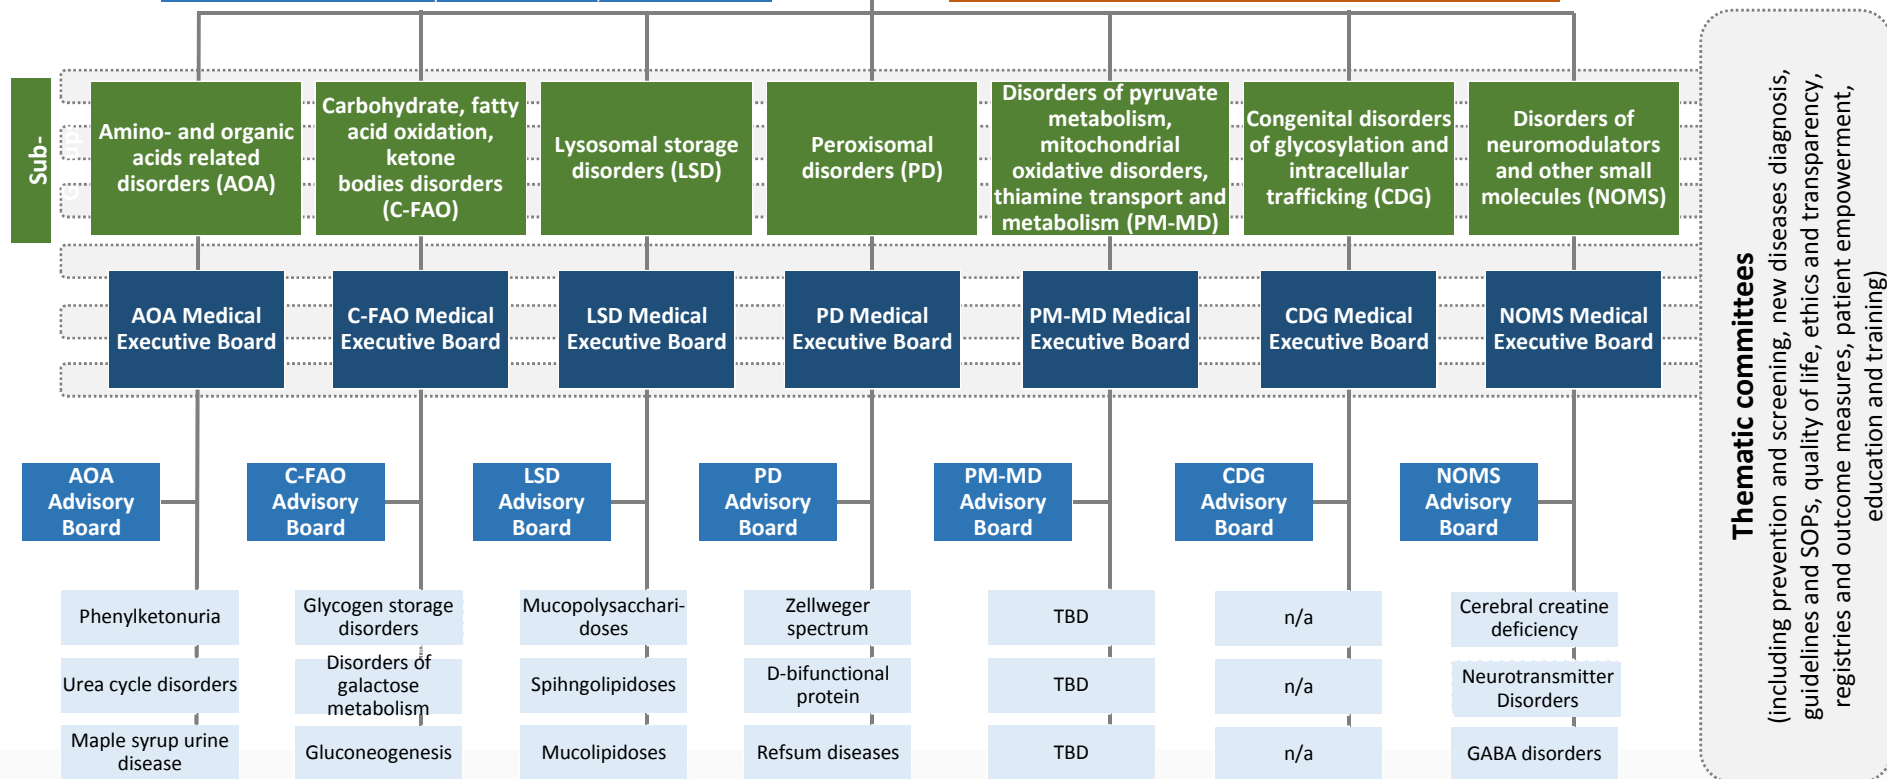 Sub-
Amino- and organic
acids related
disorders (AOA)
Carbohydrate, fatty
acid oxidation,
ketone
bodies disorders
(C-FAO)
Lysosomal storage
disorders (LSD)
Peroxisomal
disorders (PD)
Disorders of pyruvate
metabolism,
mitochondrial
oxidative disorders,
thiamine transport and
metabolism (PM-MD)
Congenital disorders
of glycosylation and
intracellular
trafficking (CDG)
Disorders of
neuromodulators
and other small
molecules (NOMS)
AOA Medical
Executive Board
C-FAO Medical
Executive Board
LSD Medical
Executive Board
PD Medical
Executive Board
PM-MD Medical
Executive Board
CDG Medical
Executive Board
NOMS Medical
Executive Board
AOA
Advisory
Board
C-FAO
Advisory
Board
LSD
Advisory
Board
PD
Advisory
Board
PM-MD
Advisory
Board
CDG
Advisory
Board
NOMS
Advisory
Board
Phenylketonuria
Glycogen storage
disorders
Mucopolysacchari-
doses
Zellweger
spectrum
TBD
n/a
Cerebral creatine
deficiency
Urea cycle disorders
Disorders of
galactose
metabolism
Spihngolipidoses
D-bifunctional
protein
TBD
n/a
Neurotransmitter
Disorders
Maple syrup urine
disease
Gluconeogenesis
Mucolipidoses
Refsum diseases
TBD
n/a
GABA disorders
Thematic committees
(including prevention and screening, new diseases diagnosis,
guidelines and SOPs, quality of life, ethics and transparency,
registries and outcome measures, patient empowerment,
education and training)